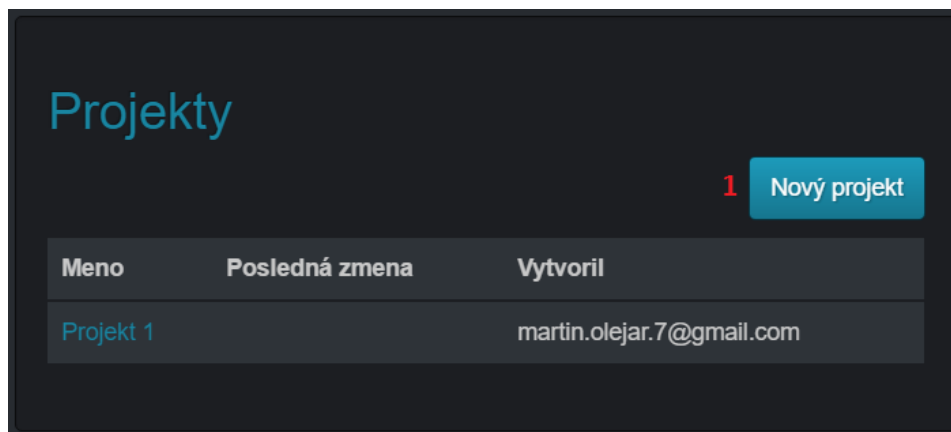 Projekty
1 Nový projekt
Meno Posledná zmena Vytvoril
Projekt 1 martin.olejar.7@gmail.com